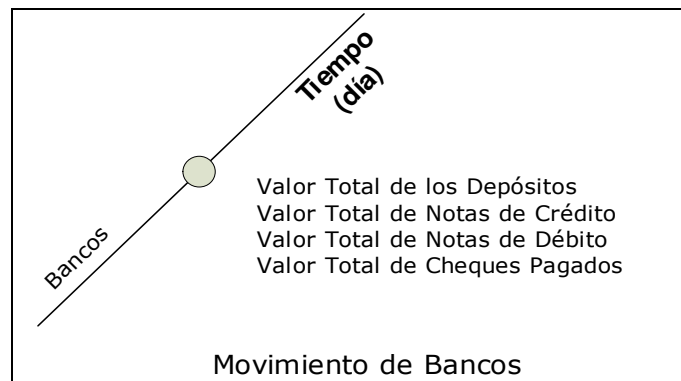 Tiempo
(día)
Valor Total de los Depósitos
Valor Total de Notas de Crédito
Valor Total de Notas de Débito
Valor Total de Cheques Pagados
Bancos
Movimiento de Bancos